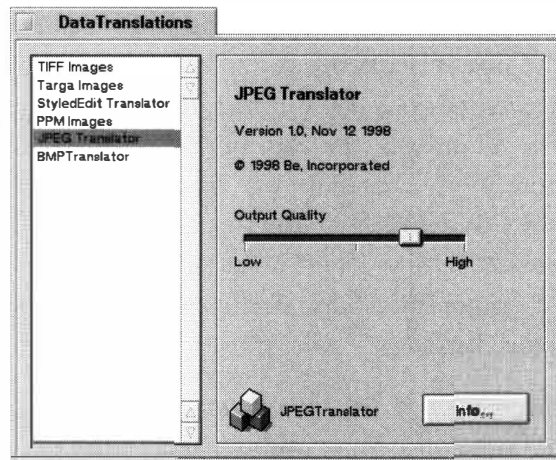 DataTranslations
TIFF Images
Targa Images
StyledEdit Translator
PPM Images
JPEG Translator
BMPTranslator
JPEG Translator
Version 1.0, Nov 12 1998
© 1998 Be, Incorporated
Output Quality
Low High
JPEGTranslator
Info...